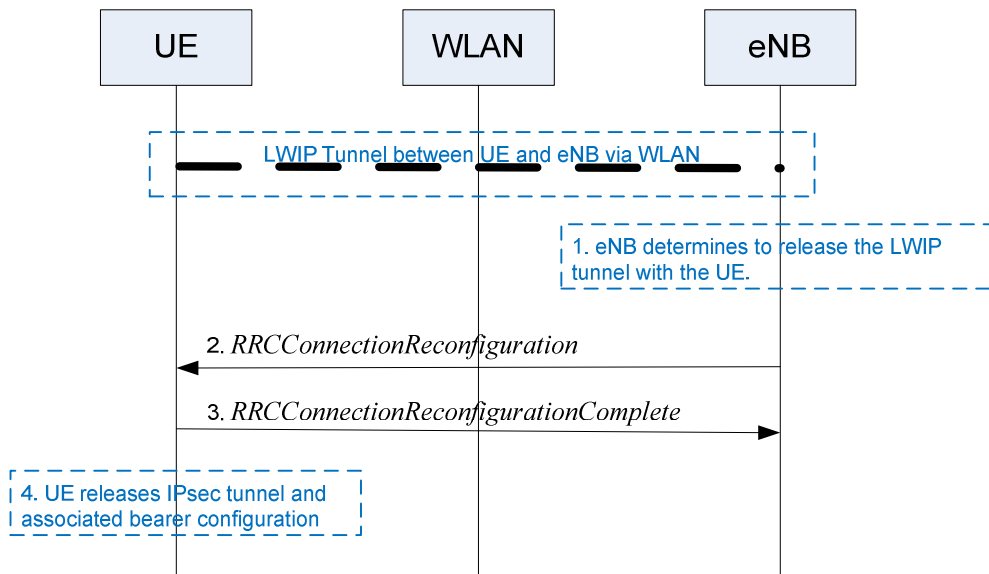 UE
WLAN
eNB
LWIP Tunnel between UE and eNB via WLAN
1. eNB determines to release the LWIP
tunnel with the UE.
2. RRCConnectionReconfiguration
3. RRCConnectionReconfigurationComplete
4. UE releases IPsec tunnel and
associated bearer configuration